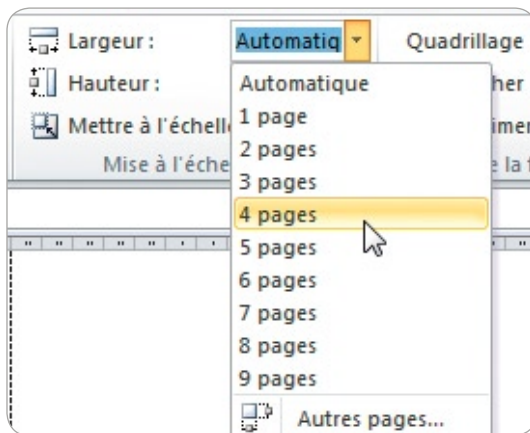 Largeur : Automatiq Quadrillage
Hauteur : Automatique
Mettre à l'échell 1 page
Mise à l'éche 2 pages
3 pages
4 pages
5 pages
6 pages
7 pages
8 pages
9 pages
Autres pages...